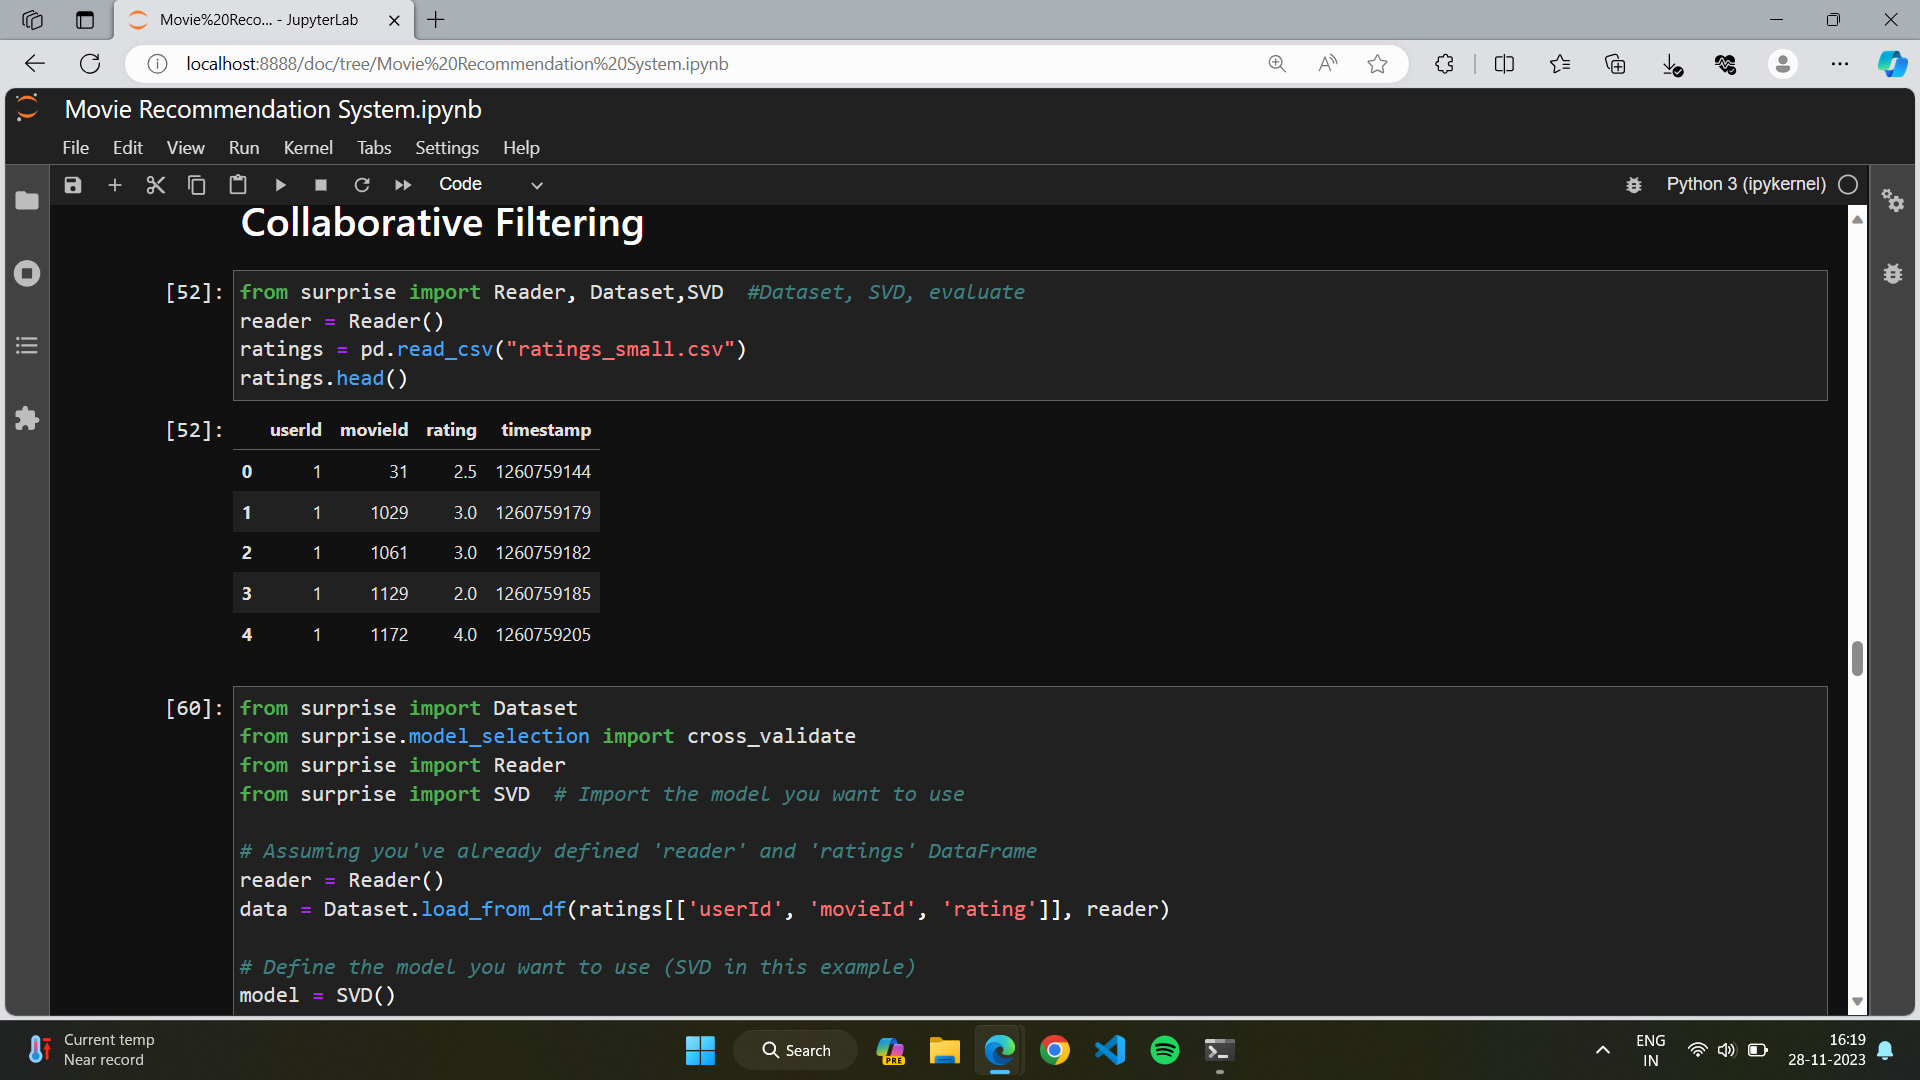 Movie%20Reco... - JupyterLab
localhost:8888/doc/tree/Movie%20Recommendation%20System.ipynb
Movie Recommendation System.ipynb
File Edit View Run Kernel Tabs Settings Help
Code
Python 3 (ipykernel)
Collaborative Filtering
[52]: from surprise import Reader, Dataset,SVD  #Dataset, SVD, evaluate
reader = Reader()
ratings = pd.read_csv("ratings_small.csv")
ratings.head()
[52]: userId movieId rating timestamp
0 1 31 2.5 1260759144
1 1 1029 3.0 1260759179
2 1 1061 3.0 1260759182
3 1 1129 2.0 1260759185
4 1 1172 4.0 1260759205
[60]: from surprise import Dataset
from surprise.model_selection import cross_validate
from surprise import Reader
from surprise import SVD  # Import the model you want to use
# Assuming you've already defined 'reader' and 'ratings' DataFrame
reader = Reader()
data = Dataset.load_from_df(ratings[['userId', 'movieId', 'rating']], reader)
# Define the model you want to use (SVD in this example)
model = SVD()
Current temp
Near record
Search
PRE
ENG
IN
16:19
28-11-2023